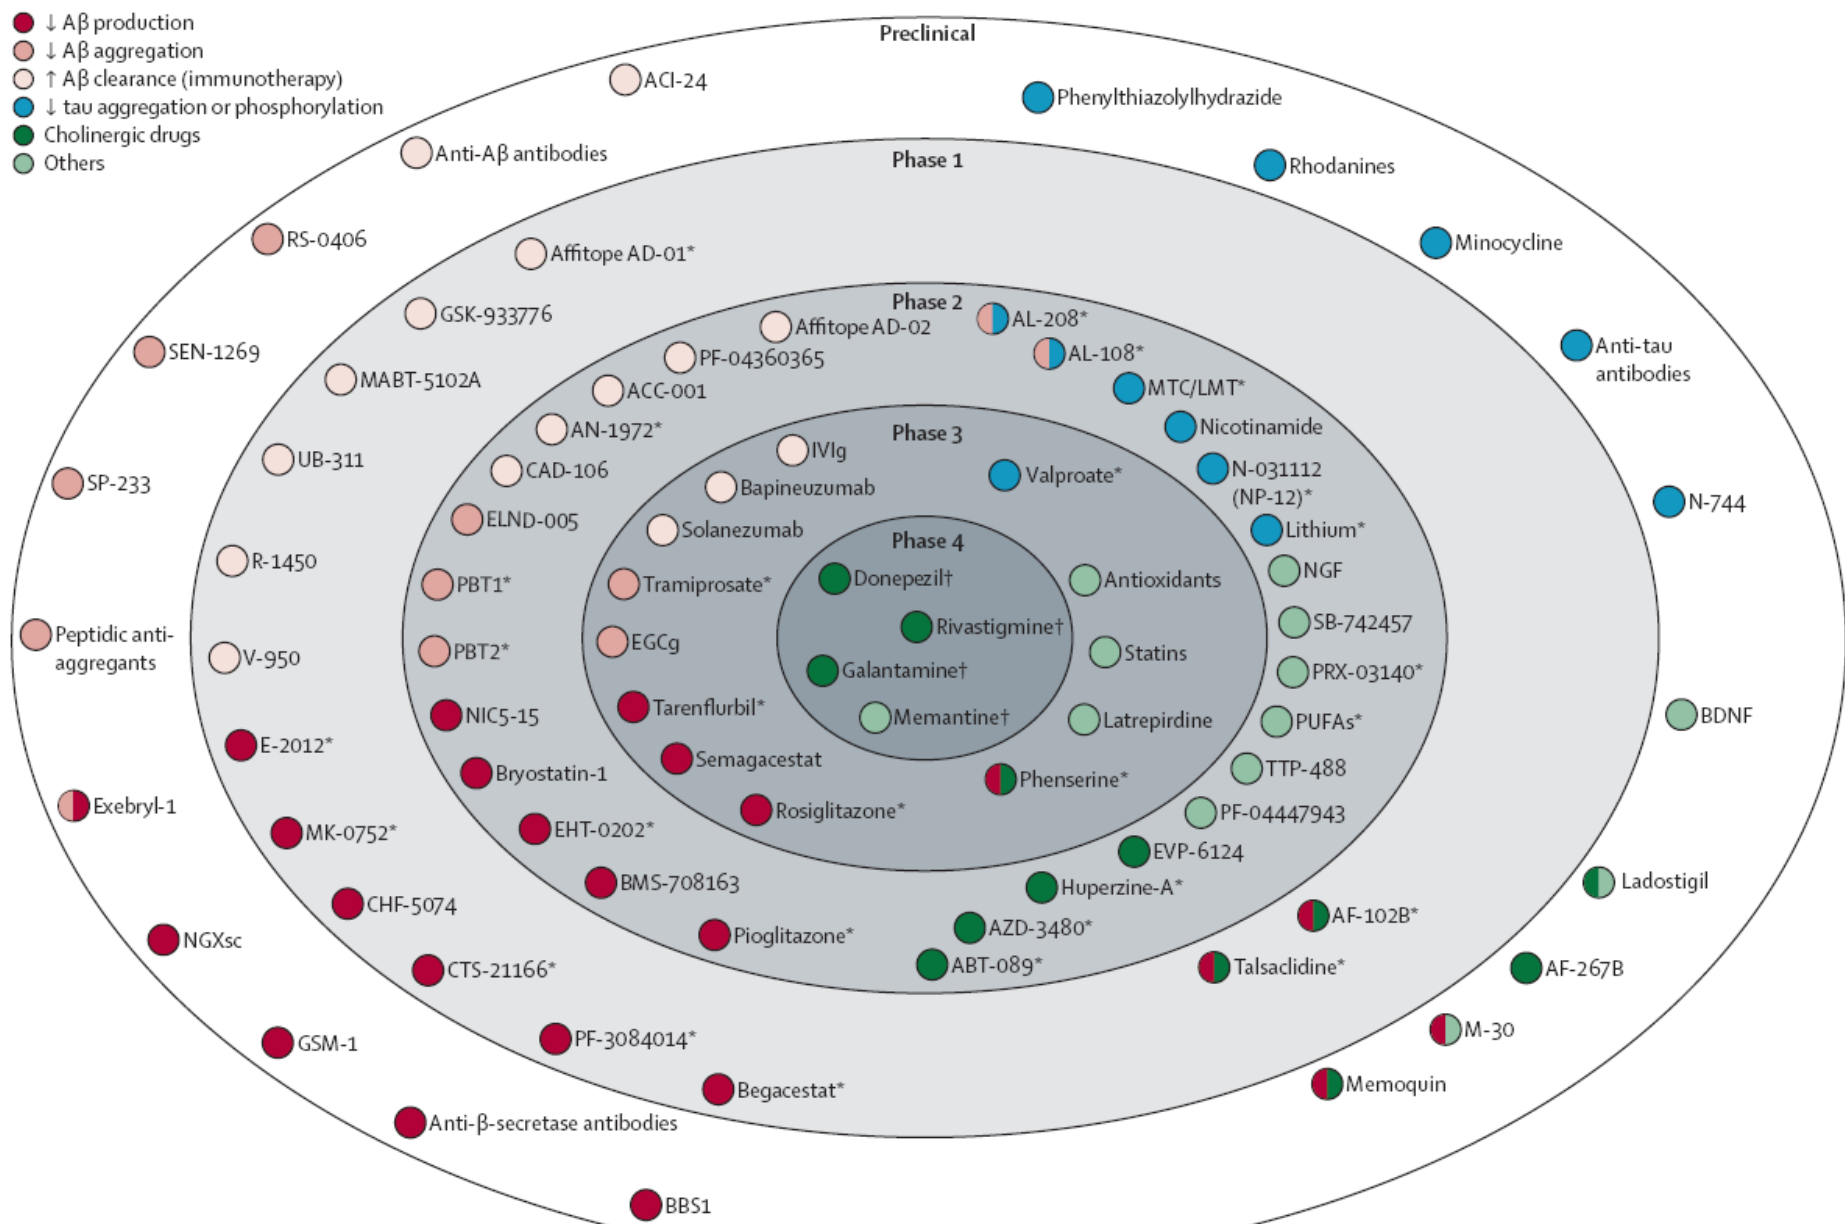 ↓ Aβ production
↓ Aβ aggregation
↑ Aβ clearance (immunotherapy)
↓ tau aggregation or phosphorylation
Cholinergic drugs
Others
Preclinical
ACI-24
Phenylthiazolylhydrazide
Anti-Aβ antibodies
Rhodanines
RS-0406
Minocycline
SEN-1269
Anti-tau
antibodies
SP-233
N-744
Peptidic anti-
aggregants
BDNF
Exebryl-1
Ladostigil
NGXsc
AF-267B
GSM-1
M-30
Memoquin
Anti-β-secretase antibodies
BBS1
Phase 1
Affitope AD-01*
GSK-933776
MABT-5102A
UB-311
R-1450
V-950
E-2012*
MK-0752*
CHF-5074
AF-102B*
CTS-21166*
Talsaclidine*
PF-3084014*
Begacestat*
Phase 2
Affitope AD-02
AL-208*
PF-04360365
AL-108*
ACC-001
MTC/LMT*
AN-1972*
Nicotinamide
CAD-106
N-031112
(NP-12)*
ELND-005
Lithium*
PBT1*
NGF
SB-742457
PBT2*
PRX-03140*
NIC5-15
PUFAs*
Bryostatin-1
TTP-488
EHT-0202*
PF-04447943
EVP-6124
BMS-708163
Huperzine-A*
Pioglitazone*
AZD-3480*
ABT-089*
Phase 3
IVIg
Valproate*
Bapineuzumab
Solanezumab
Tramiprosate*
Antioxidants
EGCg
Statins
Tarenflurbil*
Latrepirdine
Semagacestat
Phenserine*
Rosiglitazone*
Phase 4
Donepezil†
Rivastigmine†
Galantamine†
Memantine†